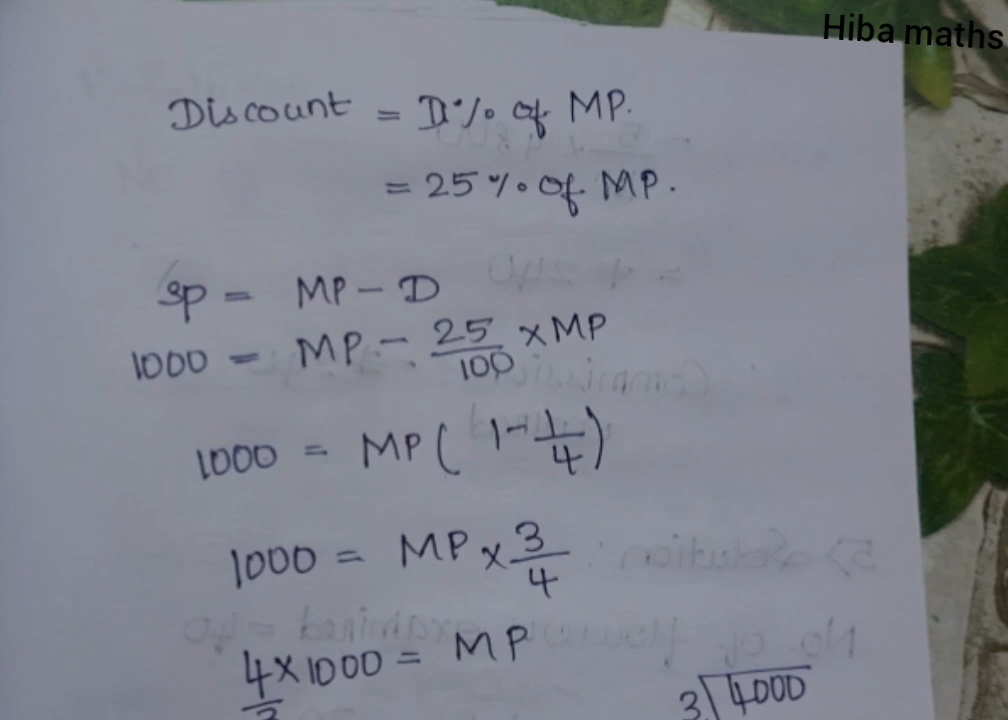 Hiba maths
Discount = D% of MP.
= 25% of MP.
SP = MP - D
1000 = MP - 25/100 × MP
1000 = MP ( 1 - 1/4 )
1000 = MP × 3/4
4/3 × 1000 = MP
3√4000